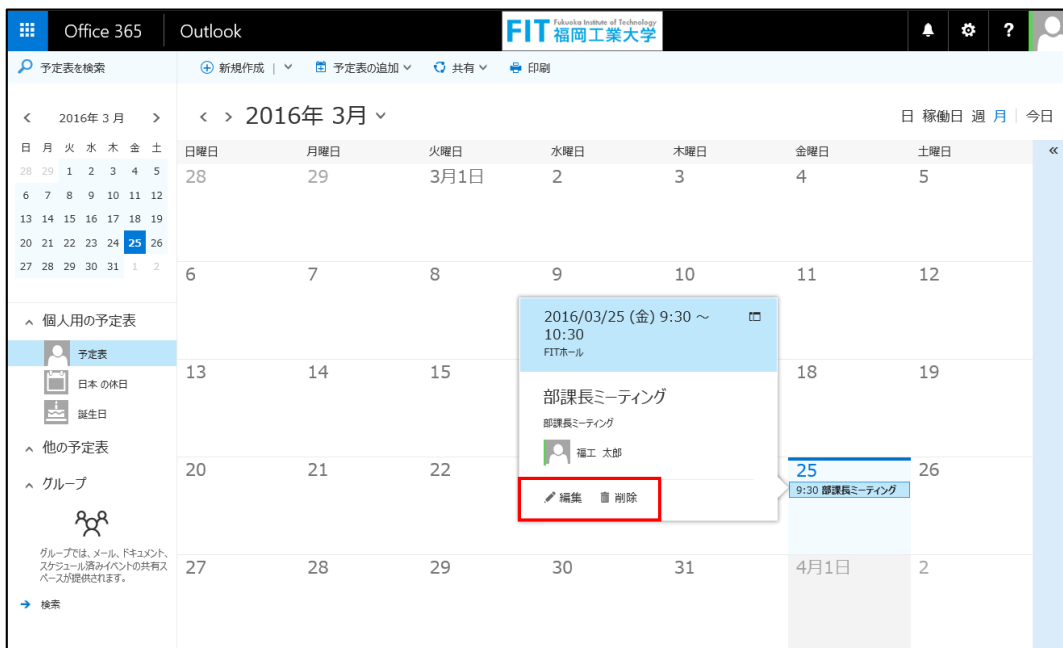 Office 365
Outlook
FIT Fukuoka Institute of Technology
福岡工業大学
?
予定表を検索
新規作成 |
予定表の追加
共有
印刷
2016年 3 月
日 月 火 水 木 金 土
28 29 1 2 3 4 5
6 7 8 9 10 11 12
13 14 15 16 17 18 19
20 21 22 23 24 25 26
27 28 29 30 31 1 2
個人用の予定表
予定表
日本 の休日
誕生日
他の予定表
グループ
グループでは、メール、ドキュメント、
スケジュール済みイベントの共有ス
ペースが提供されます。
検索
2016年 3月
日 稼働日 週 月 今日
日曜日 月曜日 火曜日 水曜日 木曜日 金曜日 土曜日
28 29 3月1日 2 3 4 5
6 7 8 9 10 11 12
13 14 15 18 19
20 21 22 25 26
9:30 部課長ミーティング
27 28 29 30 31 4月1日 2
2016/03/25 (金) 9:30 ～
10:30
FITホール
部課長ミーティング
部課長ミーティング
福工 太郎
編集 削除